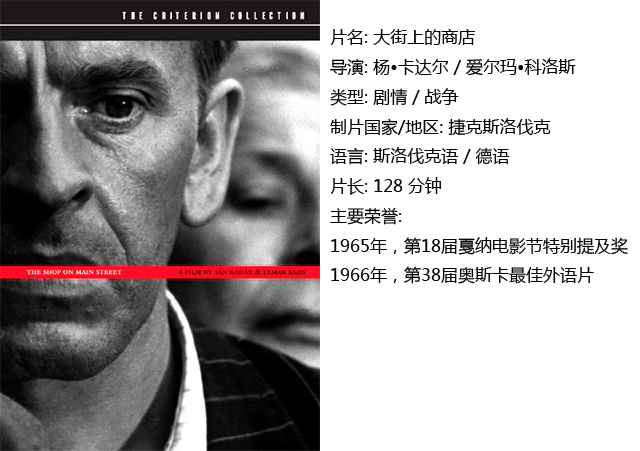 THE CRITERION COLLECTION
THE SHOP ON MAIN STREET
A FILM BY JÁN KADÁR & ELMAR KLOS
片名: 大街上的商店
导演: 杨•卡达尔 / 爱尔玛•科洛斯
类型: 剧情 / 战争
制片国家/地区: 捷克斯洛伐克
语言: 斯洛伐克语 / 德语
片长: 128 分钟
主要荣誉:
1965年，第18届戛纳电影节特别提及奖
1966年，第38届奥斯卡最佳外语片